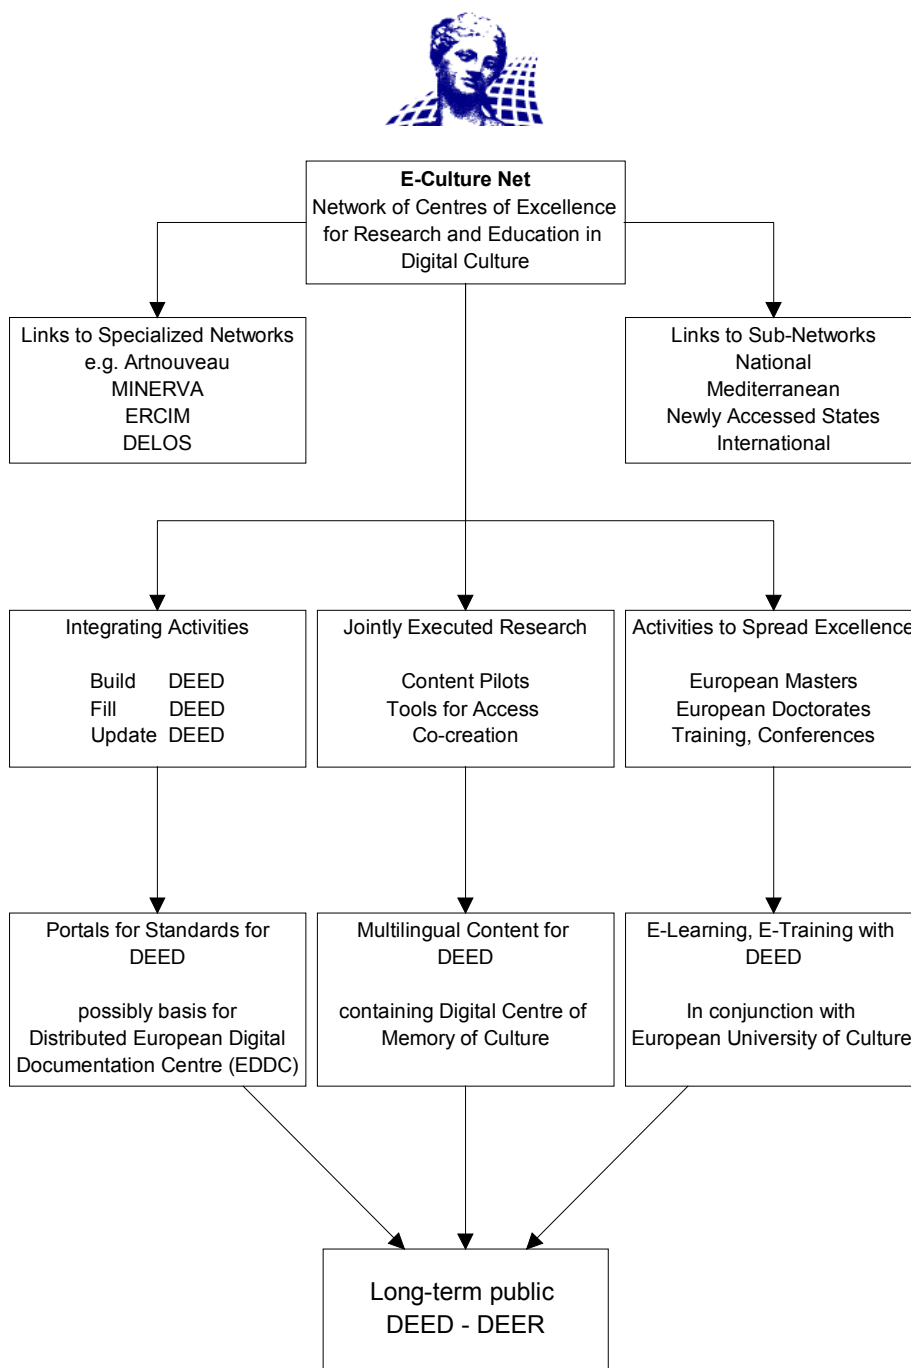 E-Culture Net
Network of Centres of Excellence
for Research and Education in
Digital Culture
Links to Specialized Networks
e.g. Artnouveau
MINERVA
ERCIM
DELOS
Links to Sub-Networks
National
Mediterranean
Newly Accessed States
International
Integrating Activities
Build DEED
Fill DEED
Update DEED
Jointly Executed Research
Content Pilots
Tools for Access
Co-creation
Activities to Spread Excellence
European Masters
European Doctorates
Training, Conferences
Portals for Standards for
DEED
possibly basis for
Distributed European Digital
Documentation Centre (EDDC)
Multilingual Content for
DEED
containing Digital Centre of
Memory of Culture
E-Learning, E-Training with
DEED
In conjunction with
European University of Culture
Long-term public
DEED - DEER